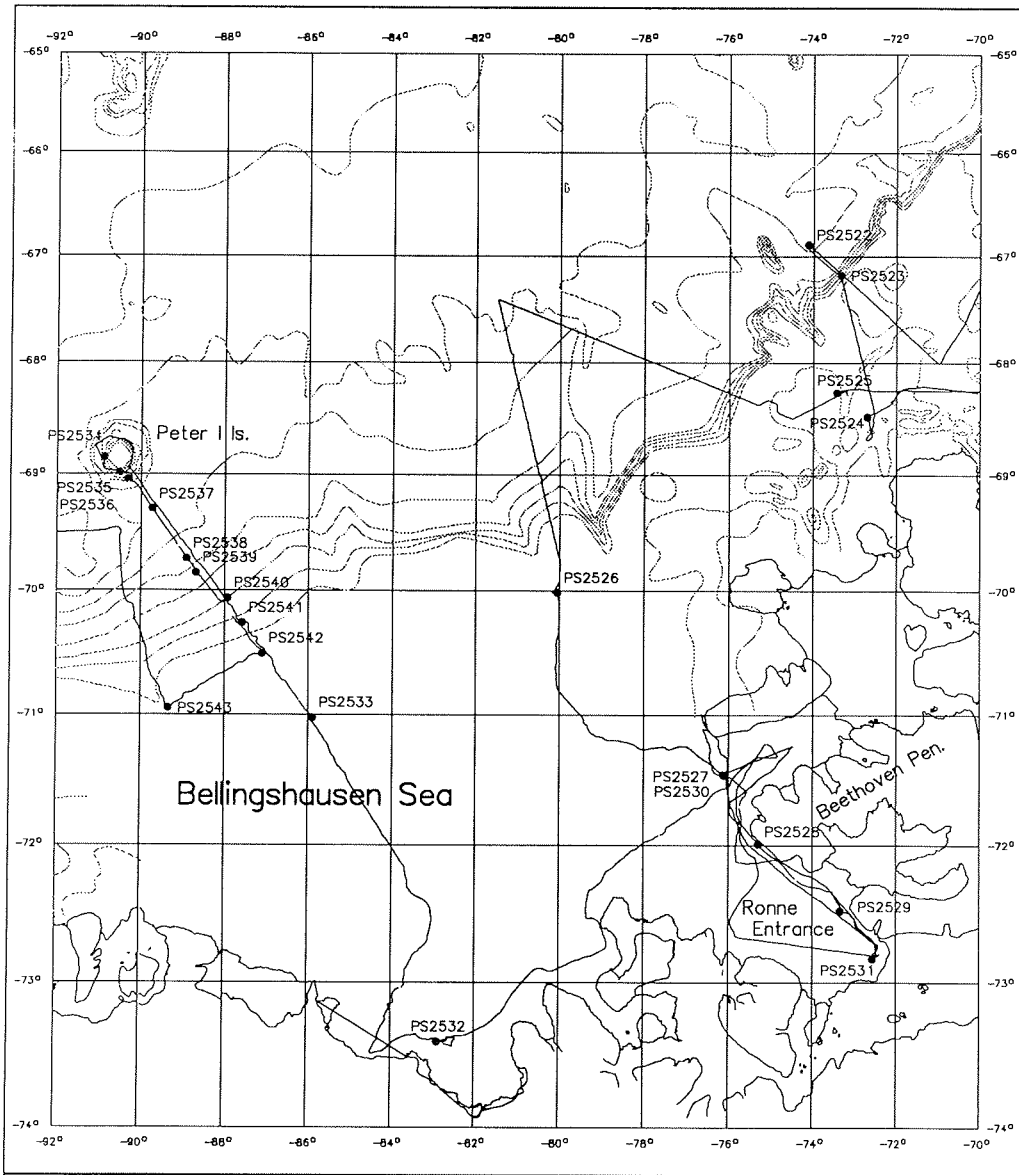 -92° -90° -88° -86° -84° -82° -80° -78° -76° -74° -72° -70°
-65° -65°
-66° -66°
PS2522
-67° -67°
PS2523
-68° -68°
PS2525
PS2524
PS2534 Peter I Is.
-69° -69°
PS2535 PS2537
PS2536
PS2538
PS2539
-70° PS2540 PS2526 -70°
PS2541
PS2542
PS2543 PS2533
-71° -71°
PS2527
PS2530
Bellingshausen Sea
Beethoven Pen.
-72° PS2528 -72°
Ronne PS2529
Entrance
PS2531
-73° -73°
PS2532
-74° -74°
-92° -90° -88° -86° -84° -82° -80° -78° -76° -74° -72° -70°